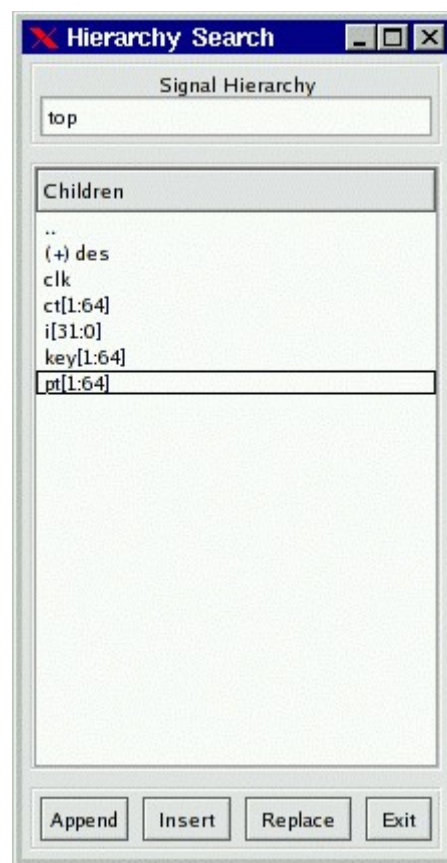 Hierarchy Search
Signal Hierarchy
top
Children
..
(+) des
clk
ct[1:64]
i[31:0]
key[1:64]
pt[1:64]
Append Insert Replace Exit